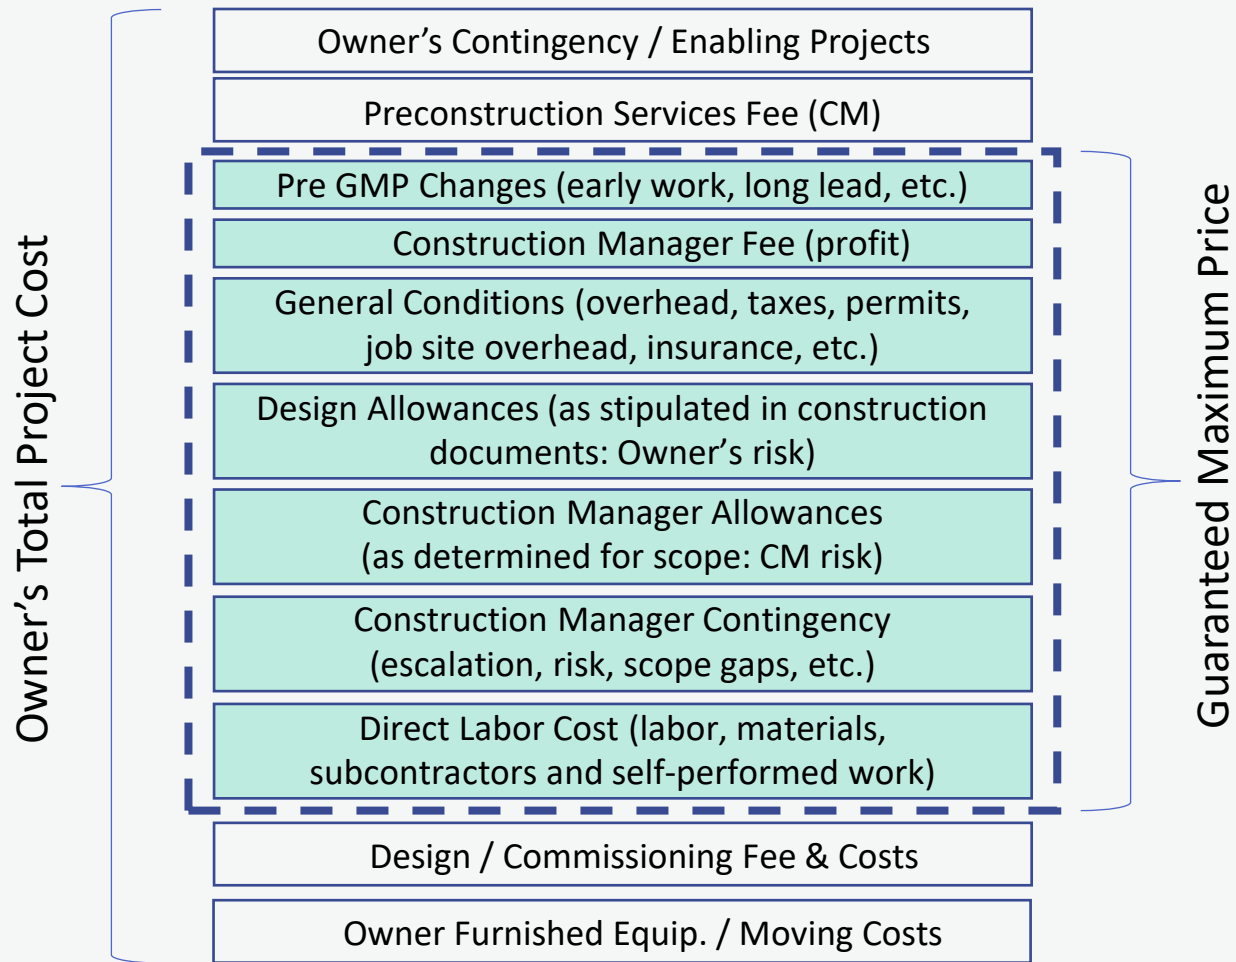 Owner’s Total Project Cost
Owner’s Contingency / Enabling Projects
Preconstruction Services Fee (CM)
Pre GMP Changes (early work, long lead, etc.)
Construction Manager Fee (profit)
General Conditions (overhead, taxes, permits,
job site overhead, insurance, etc.)
Design Allowances (as stipulated in construction
documents: Owner’s risk)
Construction Manager Allowances
(as determined for scope: CM risk)
Construction Manager Contingency
(escalation, risk, scope gaps, etc.)
Direct Labor Cost (labor, materials,
subcontractors and self-performed work)
Design / Commissioning Fee & Costs
Owner Furnished Equip. / Moving Costs
Guaranteed Maximum Price